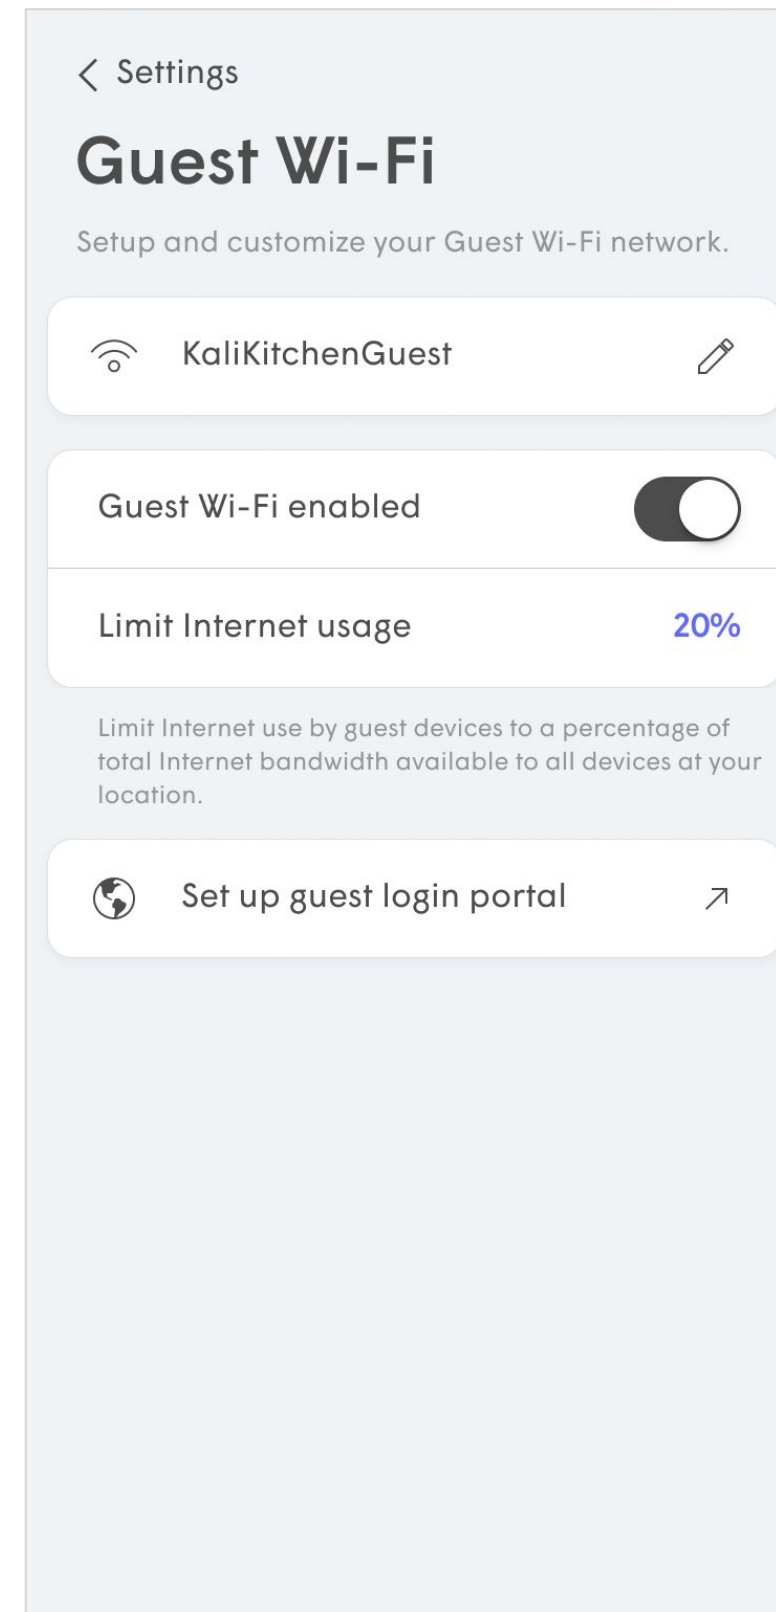 Settings
Guest Wi-Fi
Setup and customize your Guest Wi-Fi network.
KaliKitchenGuest
Guest Wi-Fi enabled
Limit Internet usage 20%
Limit Internet use by guest devices to a percentage of
total Internet bandwidth available to all devices at your
location.
Set up guest login portal